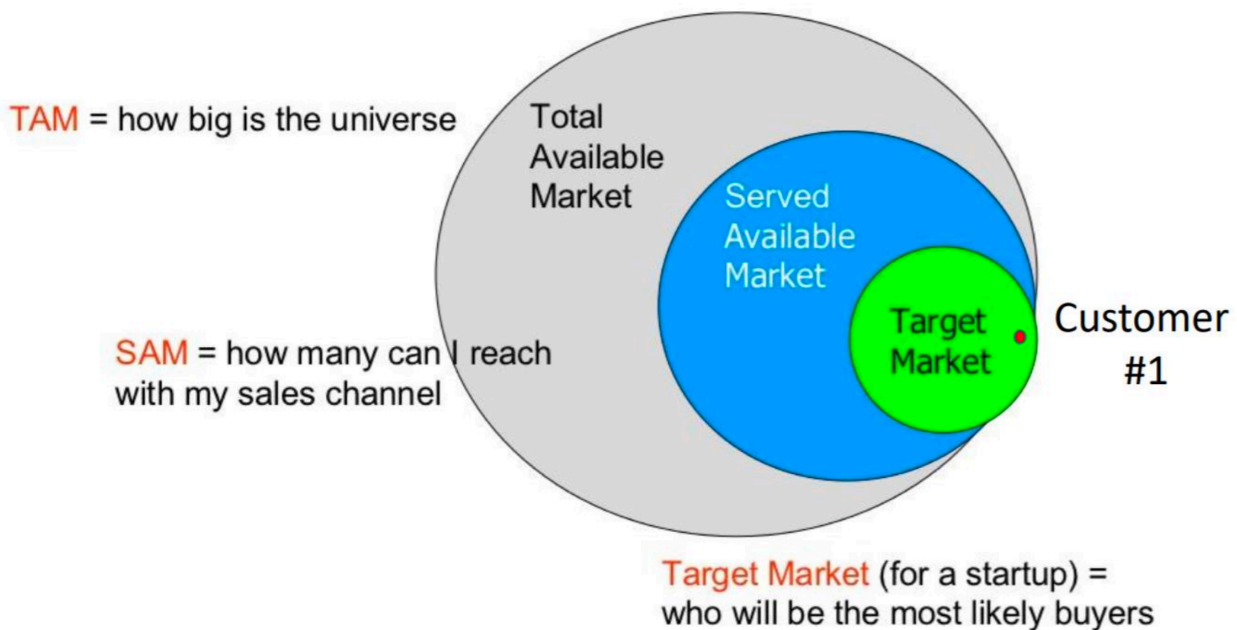 TAM = how big is the universe
Total
Available
Market
Served
Available
Market
SAM = how many can I reach
with my sales channel
Target
Market
Customer
#1
Target Market (for a startup) =
who will be the most likely buyers